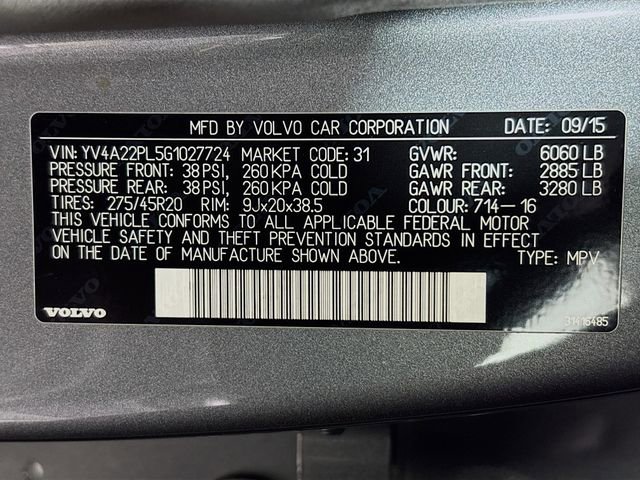 MFD BY VOLVO CAR CORPORATION DATE: 09/15
VIN: YV4A22PL5G1027724 MARKET CODE: 31 GVWR: 6060 LB
PRESSURE FRONT: 38 PSI, 260 KPA COLD GAWR FRONT: 2885 LB
PRESSURE REAR: 38 PSI, 260 KPA COLD GAWR REAR: 3280 LB
TIRES: 275/45R20 RIM: 9Jx20x38.5 COLOUR: 714-16
THIS VEHICLE CONFORMS TO ALL APPLICABLE FEDERAL MOTOR
VEHICLE SAFETY AND THEFT PREVENTION STANDARDS IN EFFECT
ON THE DATE OF MANUFACTURE SHOWN ABOVE. TYPE: MPV
VOLVO 31416485